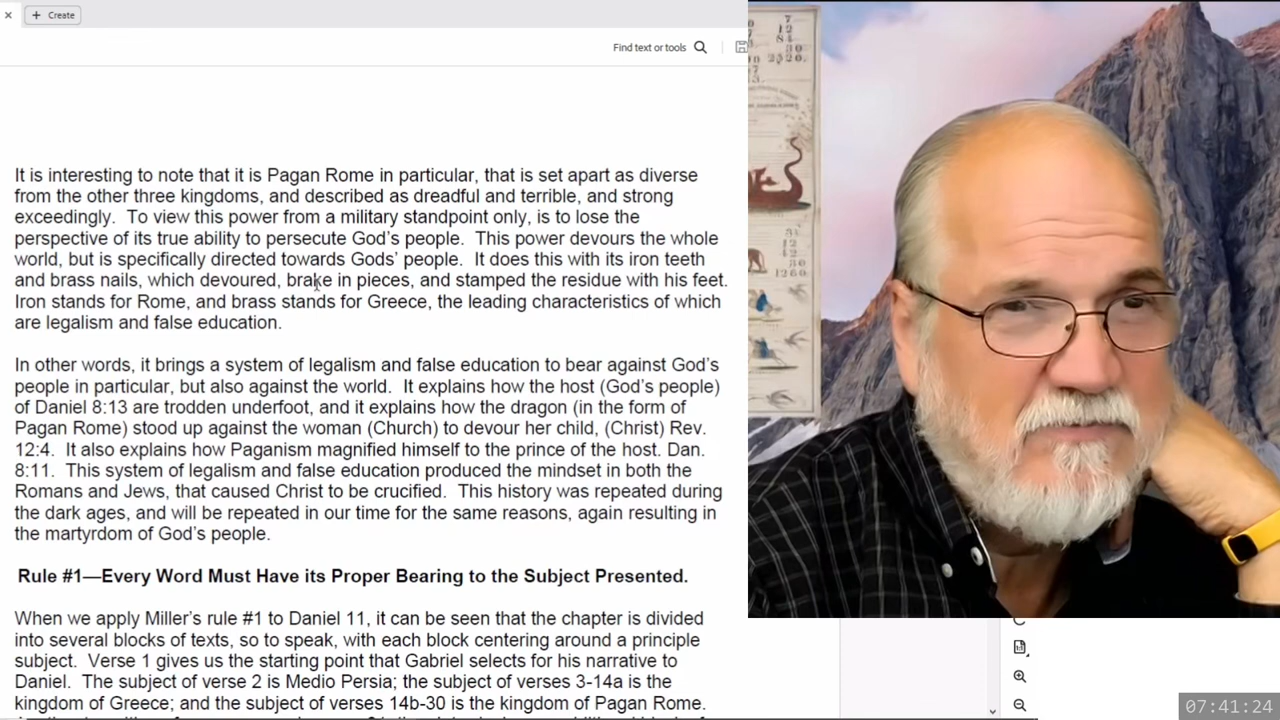 Create
Find text or tools
It is interesting to note that it is Pagan Rome in particular, that is set apart as diverse
from the other three kingdoms, and described as dreadful and terrible, and strong
exceedingly. To view this power from a military standpoint only, is to lose the
perspective of its true ability to persecute God's people. This power devours the whole
world, but is specifically directed towards Gods' people. It does this with its iron teeth
and brass nails, which devoured, brake in pieces, and stamped the residue with his feet.
Iron stands for Rome, and brass stands for Greece, the leading characteristics of which
are legalism and false education.
In other words, it brings a system of legalism and false education to bear against God's
people in particular, but also against the world. It explains how the host (God's people)
of Daniel 8:13 are trodden underfoot, and it explains how the dragon (in the form of
Pagan Rome) stood up against the woman (Church) to devour her child, (Christ) Rev.
12:4. It also explains how Paganism magnified himself to the prince of the host. Dan.
8:11. This system of legalism and false education produced the mindset in both the
Romans and Jews, that caused Christ to be crucified. This history was repeated during
the dark ages, and will be repeated in our time for the same reasons, again resulting in
the martyrdom of God's people.
Rule #1—Every Word Must Have its Proper Bearing to the Subject Presented.
When we apply Miller's rule #1 to Daniel 11, it can be seen that the chapter is divided
into several blocks of texts, so to speak, with each block centering around a principle
subject. Verse 1 gives us the starting point that Gabriel selects for his narrative to
Daniel. The subject of verse 2 is Medio Persia; the subject of verses 3-14a is the
kingdom of Greece; and the subject of verses 14b-30 is the kingdom of Pagan Rome.
7
12
84
30
2520.
7
31
12
30
1260
07:41:24